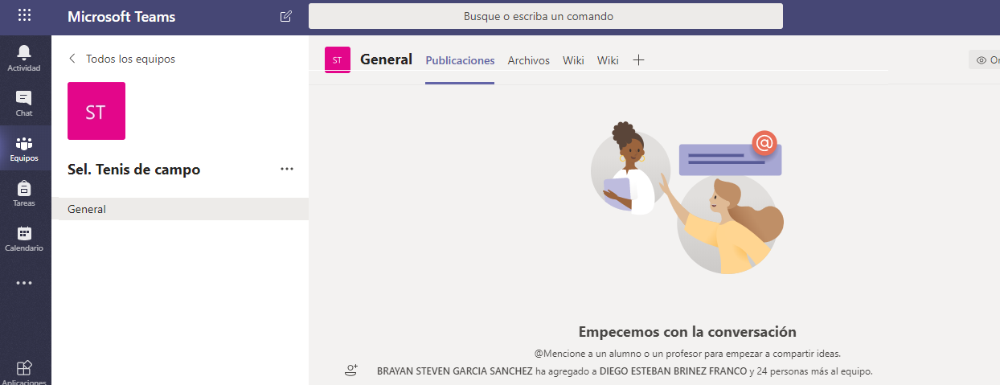 Microsoft Teams
Busque o escriba un comando
Actividad
Chat
Equipos
Tareas
Calendario
Aplicaciones
Todos los equipos
ST
Sel. Tenis de campo
General
ST
General
Publicaciones
Archivos
Wiki
Wiki
@
Empecemos con la conversación
@Mencione a un alumno o un profesor para empezar a compartir ideas.
BRAYAN STEVEN GARCIA SANCHEZ ha agregado a DIEGO ESTEBAN BRINEZ FRANCO y 24 personas más al equipo.